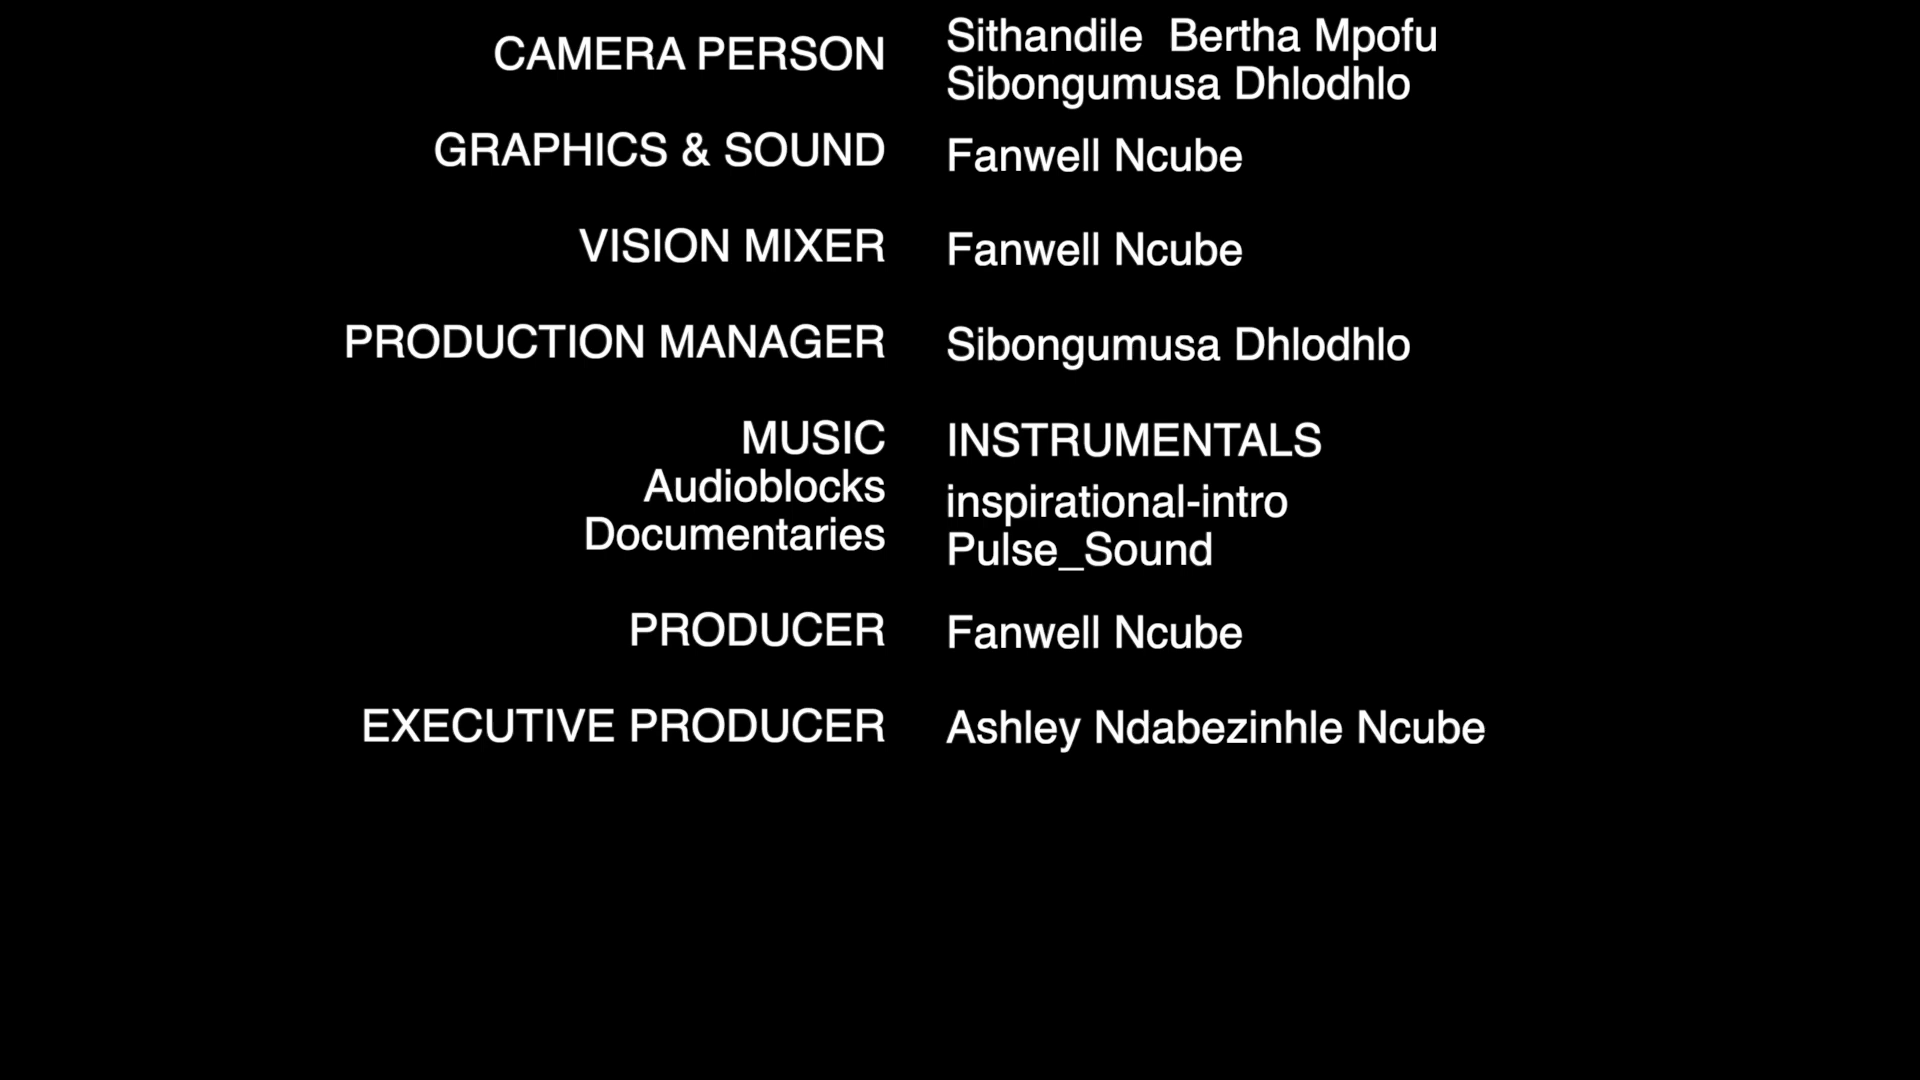 CAMERA PERSON
Sithandile  Bertha Mpofu
Sibongumusa Dhlodhlo
GRAPHICS & SOUND
Fanwell Ncube
VISION MIXER
Fanwell Ncube
PRODUCTION MANAGER
Sibongumusa Dhlodhlo
MUSIC
Audioblocks
Documentaries
INSTRUMENTALS
inspirational-intro
Pulse_Sound
PRODUCER
Fanwell Ncube
EXECUTIVE PRODUCER
Ashley Ndabezinhle Ncube